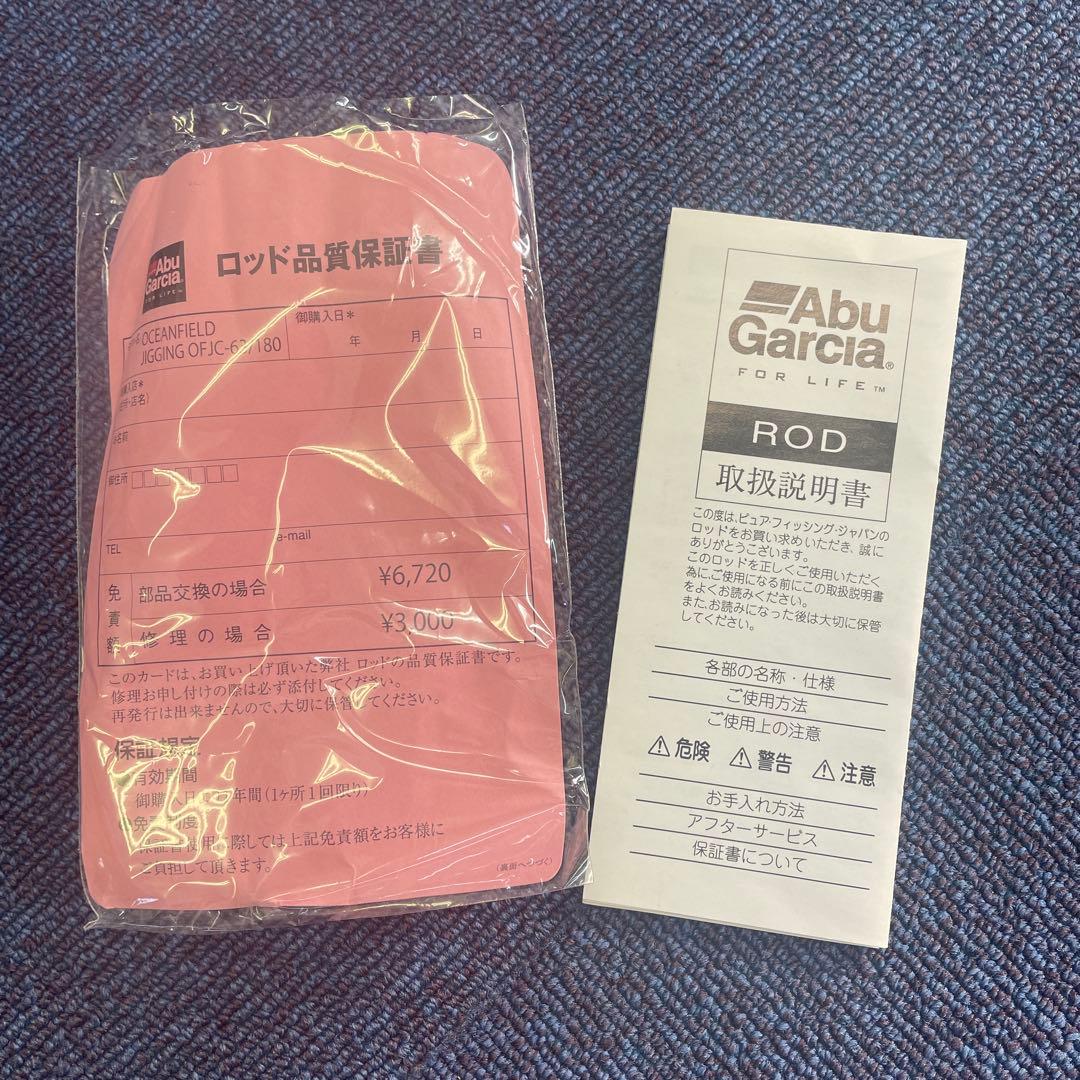 Abu
Garcia
FOR LIFE™
ロッド品質保証書
OCEANFIELD
JIGGING OFJC-63/180
御購入日*
年 月 日
購入店*
店名)
名前
御住所
TEL
e-mail
免責額
部品交換の場合 ¥6,720
修理の場合 ¥3,000
このカードは、お買い上げ頂いた弊社 ロッドの品質保証書です。
修理お申し付けの際は必ず添付してください。
再発行は出来ませんので、大切に保管してください。
保証規定
有効期間
御購入日 年間(1ヶ所1回限り)
保証書使用に際しては上記免責額をお客様に
ご負担して頂きます。
(裏面へつづく)
Abu
Garcia®
FOR LIFE™
ROD
取扱説明書
この度は、ピュア・フィッシング・ジャパンの
ロッドをお買い求めいただき、誠に
ありがとうございます。
このロッドを正しくご使用いただく
為に、ご使用になる前にこの取扱説明書
をよくお読みください。
また、お読みになった後は大切に保管
してください。
各部の名称・仕様
ご使用方法
ご使用上の注意
⚠危険 ⚠警告 ⚠注意
お手入れ方法
アフターサービス
保証書について